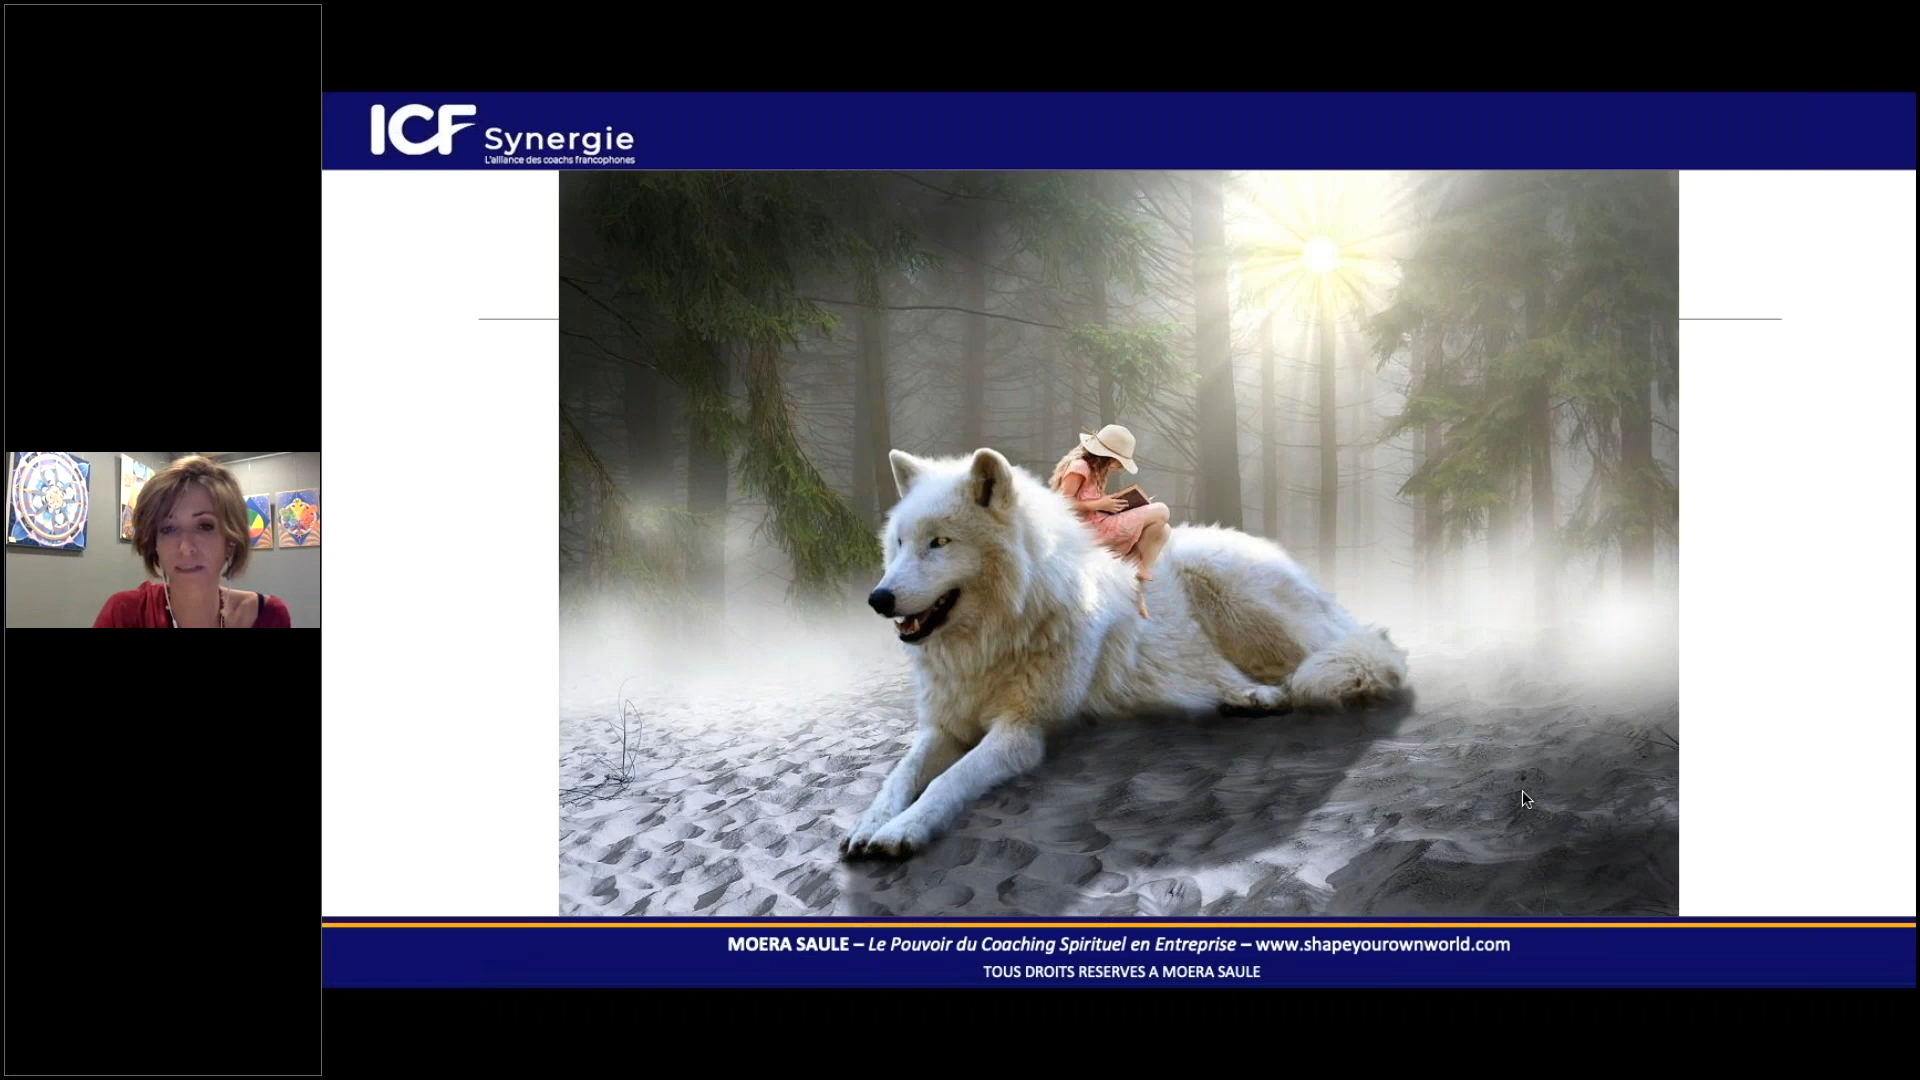 ICF Synergie
L'alliance des coachs francophones
MOERA SAULE – Le Pouvoir du Coaching Spirituel en Entreprise – www.shapeyourownworld.com
TOUS DROITS RESERVES A MOERA SAULE